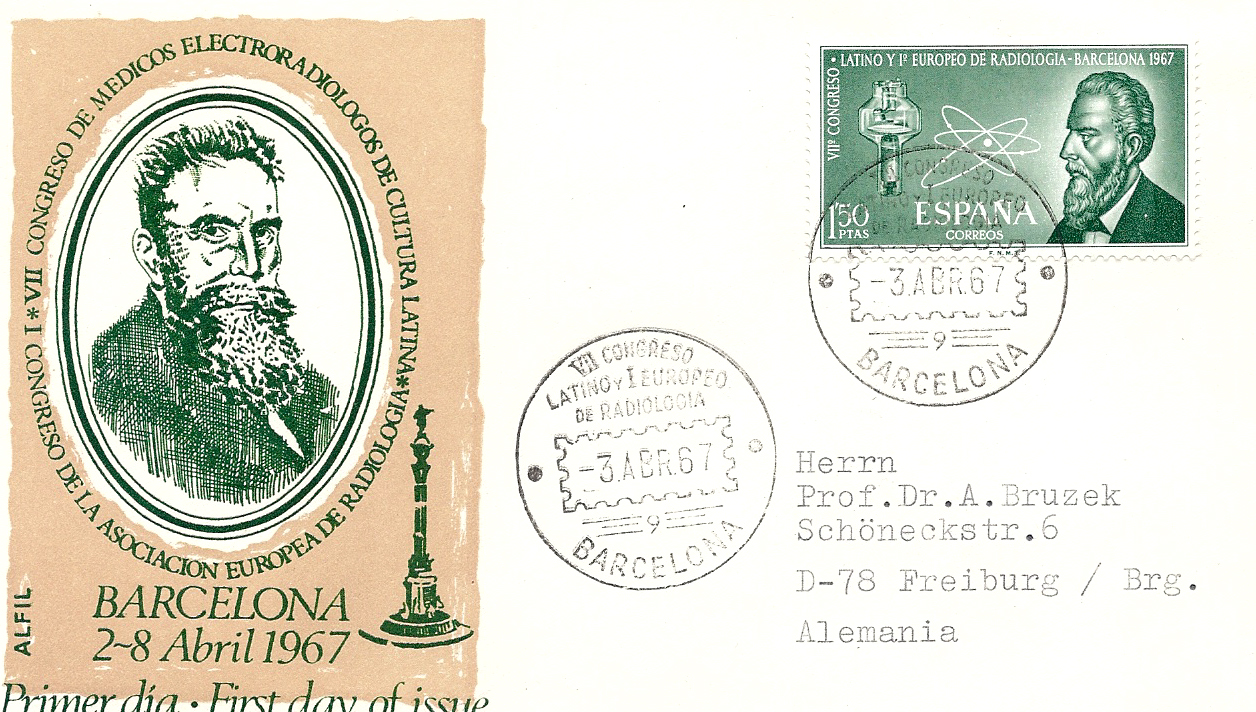 VII CONGRESO DE MEDICOS ELECTRORADIOLOGOS DE CULTURA LATINA * VI
I CONGRESO DE LA ASOCIACION EUROPEA DE RADIOLOGIA *
BARCELONA
2-8 Abril 1967
ALFIL
Primer día · First day of issue
VIIº CONGRESO · LATINO Y Iº EUROPEO DE RADIOLOGIA - BARCELONA 1967
1'50
PTAS
ESPAÑA
CORREOS
F.N.M.T.
CONGRESO
I EUROPEO
-3.ABR.67
9
BARCELONA
VII CONGRESO
LATINO Y I EUROPEO
DE RADIOLOGIA
-3.ABR.67
9
BARCELONA
Herrn
Prof.Dr.A.Bruzek
Schöneckstr.6
D-78 Freiburg / Brg.
Alemania